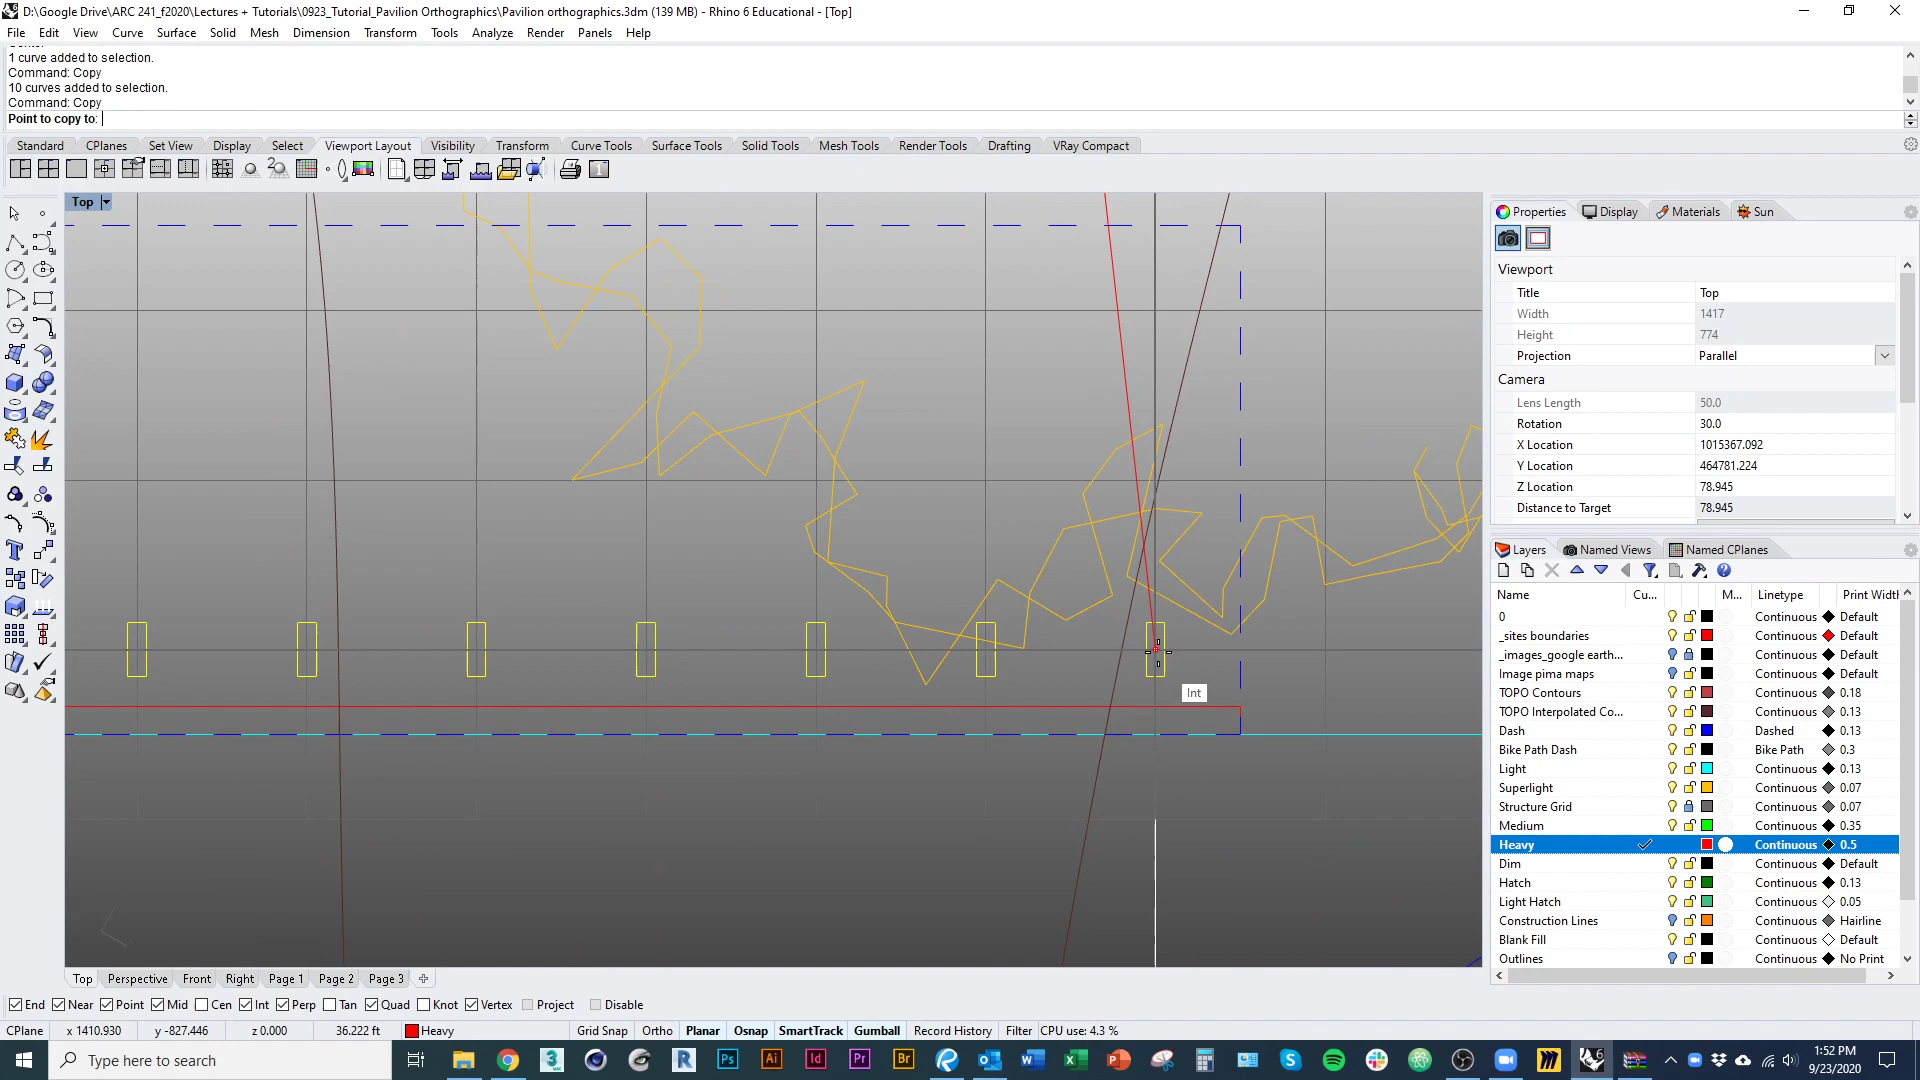 D:\Google Drive\ARC 241_f2020\Lectures + Tutorials\0923_Tutorial_Pavilion Orthographics\Pavilion orthographics.3dm (139 MB) - Rhino 6 Educational - [Top]
File Edit View Curve Surface Solid Mesh Dimension Transform Tools Analyze Render Panels Help
1 curve added to selection.
Command: Copy
10 curves added to selection.
Command: Copy
Point to copy to:
Standard CPlanes Set View Display Select Viewport Layout Visibility Transform Curve Tools Surface Tools Solid Tools Mesh Tools Render Tools Drafting VRay Compact
Top
Int
Properties Display Materials Sun
Viewport
Title Top
Width 1417
Height 774
Projection Parallel
Camera
Lens Length 50.0
Rotation 30.0
X Location 1015367.092
Y Location 464781.224
Z Location 78.945
Distance to Target 78.945
Layers Named Views Named CPlanes
Name Cu... M... Linetype Print Width
0 Continuous Default
_sites boundaries Continuous Default
_images_google earth... Continuous Default
Image pima maps Continuous Default
TOPO Contours Continuous 0.18
TOPO Interpolated Co... Continuous 0.13
Dash Dashed 0.13
Bike Path Dash Bike Path 0.3
Light Continuous 0.13
Superlight Continuous 0.07
Structure Grid Continuous 0.07
Medium Continuous 0.35
Heavy Continuous 0.5
Dim Continuous Default
Hatch Continuous 0.13
Light Hatch Continuous 0.05
Construction Lines Continuous Hairline
Blank Fill Continuous Default
Outlines Continuous No Print
Top Perspective Front Right Page 1 Page 2 Page 3
End Near Point Mid Cen Int Perp Tan Quad Knot Vertex Project Disable
CPlane x 1410.930 y -827.446 z 0.000 36.222 ft Heavy Grid Snap Ortho Planar Osnap SmartTrack Gumball Record History Filter CPU use: 4.3 %
Type here to search
1:52 PM
9/23/2020